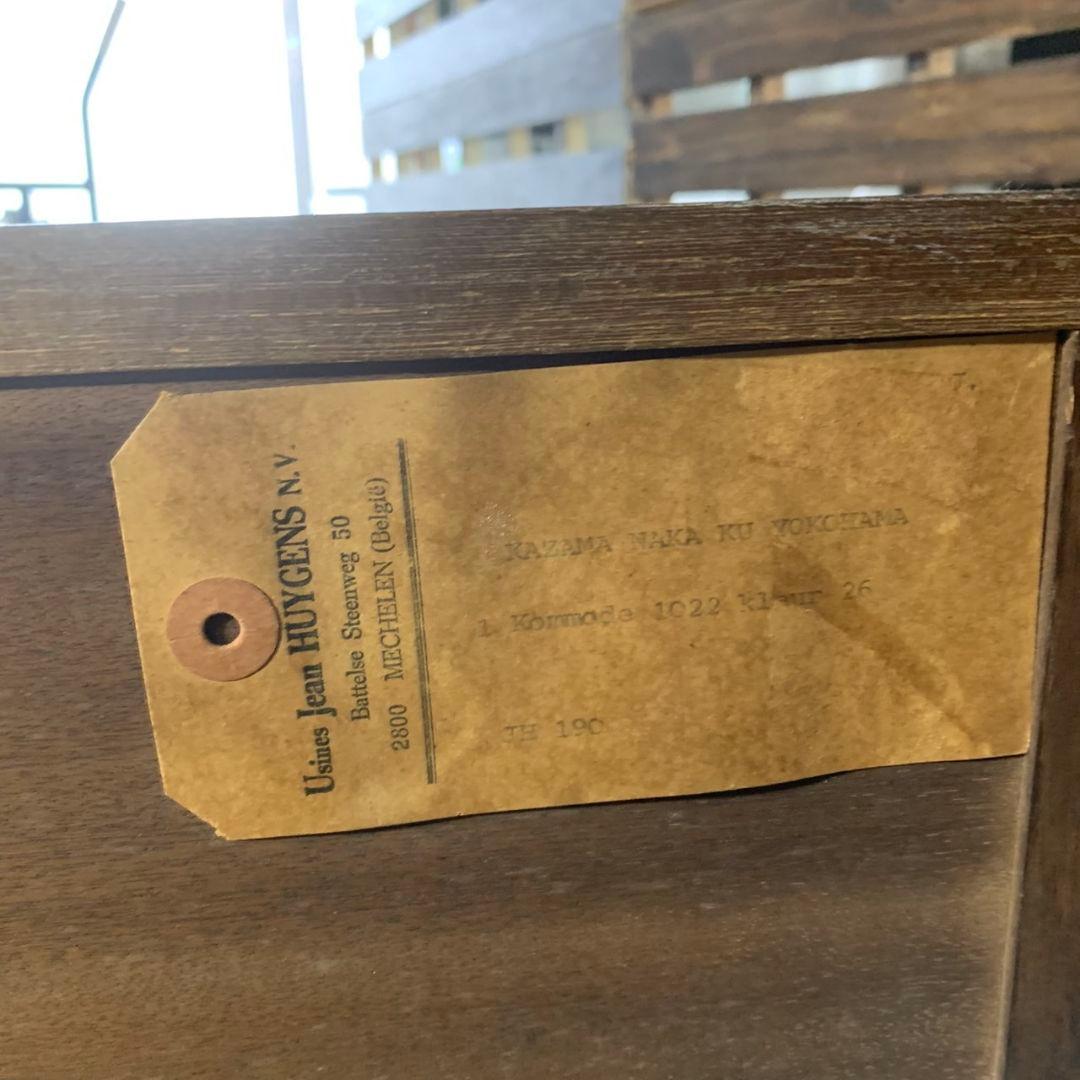 Usines Jean HUYGENS N.V.
Battelse Steenweg 50
2800 MECHELEN (België)
KAZAMA NAKA KU YOKOHAMA
1 Kommode 1022 kleur 26
JH 190